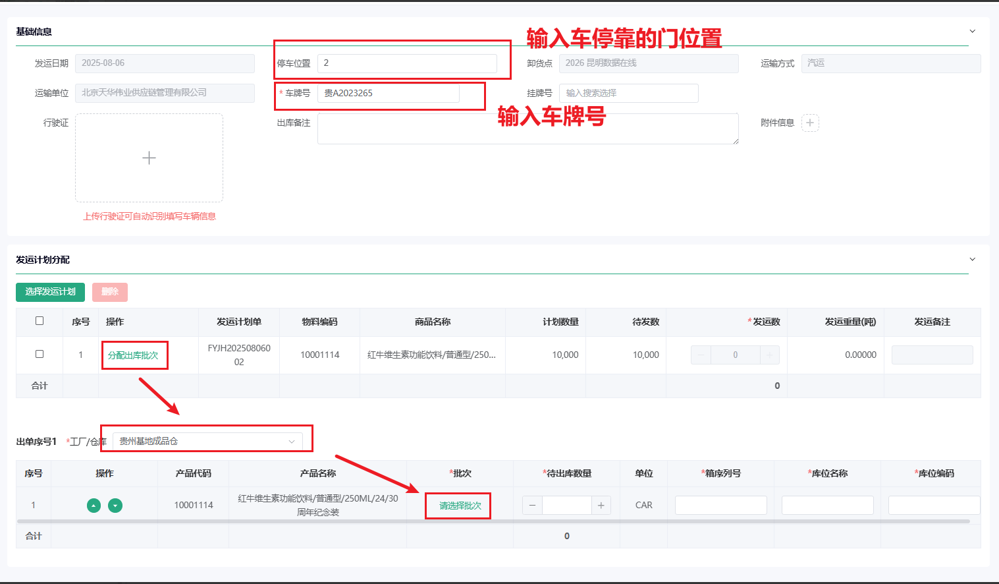 基础信息
输入车停靠的门位置
发运日期 2025-08-06 停车位置 2 卸货点 2026 昆明数据在线 运输方式 汽运
运输单位 北京天华伟业供应链管理有限公司 * 车牌号 贵A2023265 挂牌号 输入搜索选择
输入车牌号
行驶证 出库备注 附件信息
上传行驶证可自动识别填写车辆信息
发运计划分配
选择发运计划 删除
序号 操作 发运计划单 物料编码 商品名称 计划数量 待发数 *发运数 发运重量(吨) 发运备注
1 分配出库批次 FYJH202508060
02 10001114 红牛维生素功能饮料/普通型/250... 10,000 10,000 0 0.00000
合计 0
出单序号1 *工厂/仓库 贵州基地成品仓
序号 操作 产品代码 产品名称 *批次 *待出库数量 单位 *箱序列号 *库位名称 *库位编码
1 10001114 红牛维生素功能饮料/普通型/250ML/24/30
周年纪念装 请选择批次 CAR
合计 0